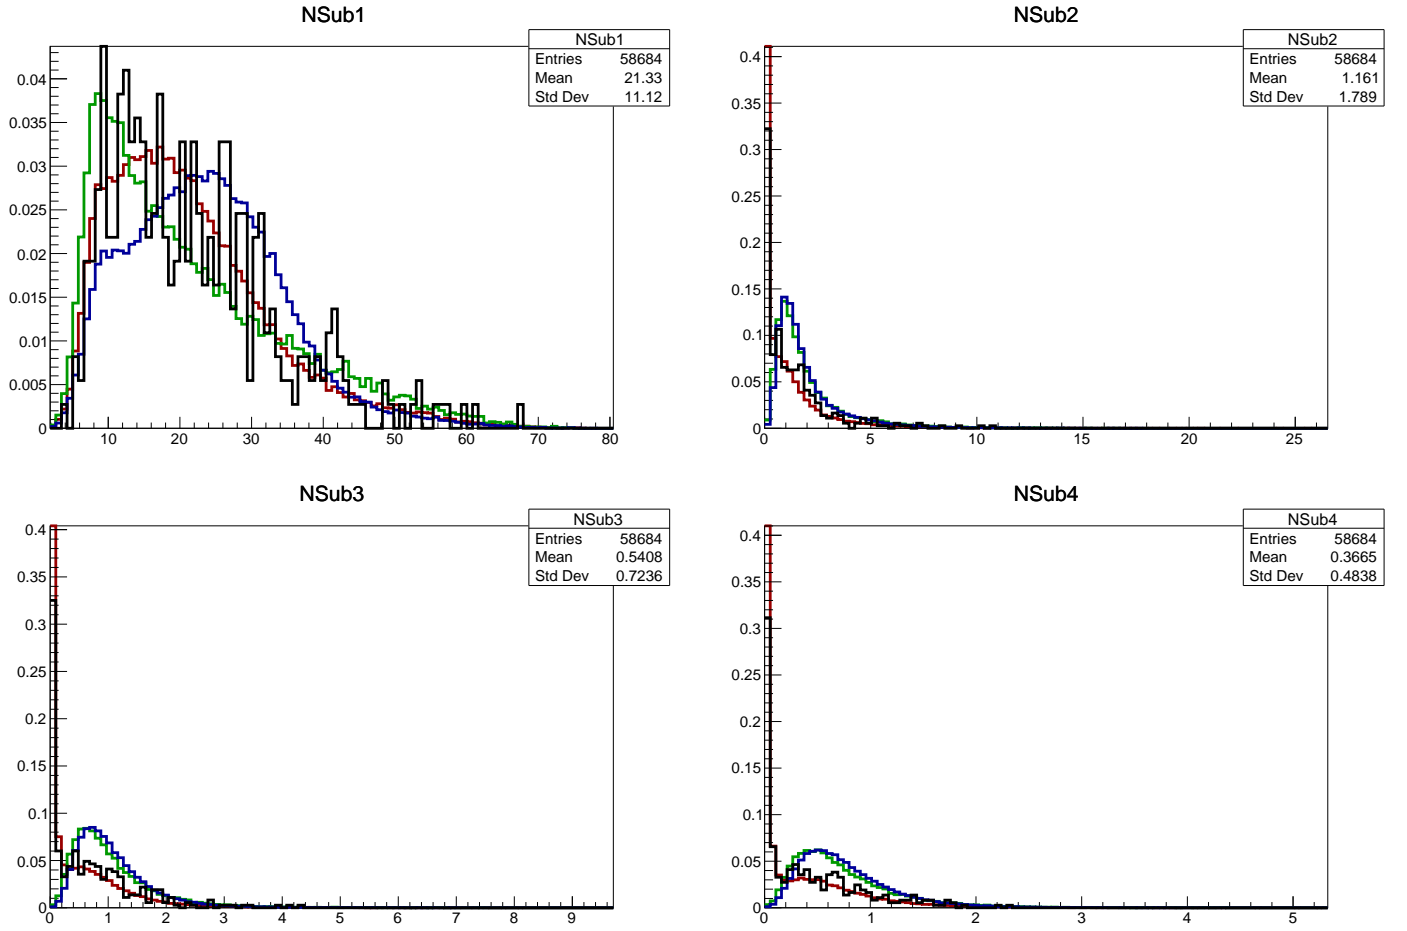 NSub1
NSub1
Entries 58684
Mean 21.33
Std Dev 11.12
0.04
0.035
0.03
0.025
0.02
0.015
0.01
0.005
0
10 20 30 40 50 60 70 80
NSub2
NSub2
Entries 58684
Mean 1.161
Std Dev 1.789
0.4
0.35
0.3
0.25
0.2
0.15
0.1
0.05
0
0 5 10 15 20 25
NSub3
NSub3
Entries 58684
Mean 0.5408
Std Dev 0.7236
0.4
0.35
0.3
0.25
0.2
0.15
0.1
0.05
0
0 1 2 3 4 5 6 7 8 9
NSub4
NSub4
Entries 58684
Mean 0.3665
Std Dev 0.4838
0.4
0.35
0.3
0.25
0.2
0.15
0.1
0.05
0
0 1 2 3 4 5